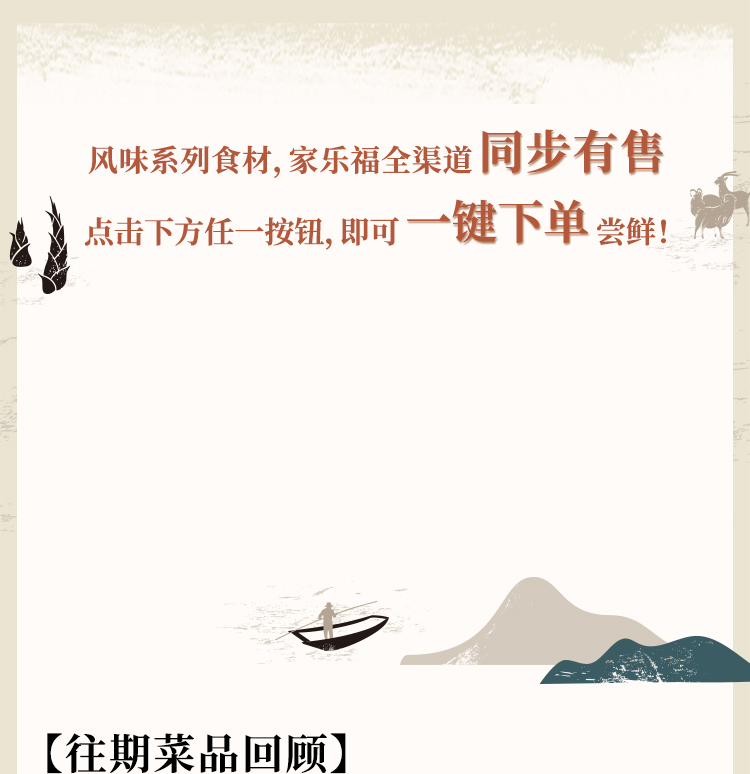 风味系列食材, 家乐福全渠道 同步有售
点击下方任一按钮, 即可 一键下单 尝鲜!
【往期菜品回顾】